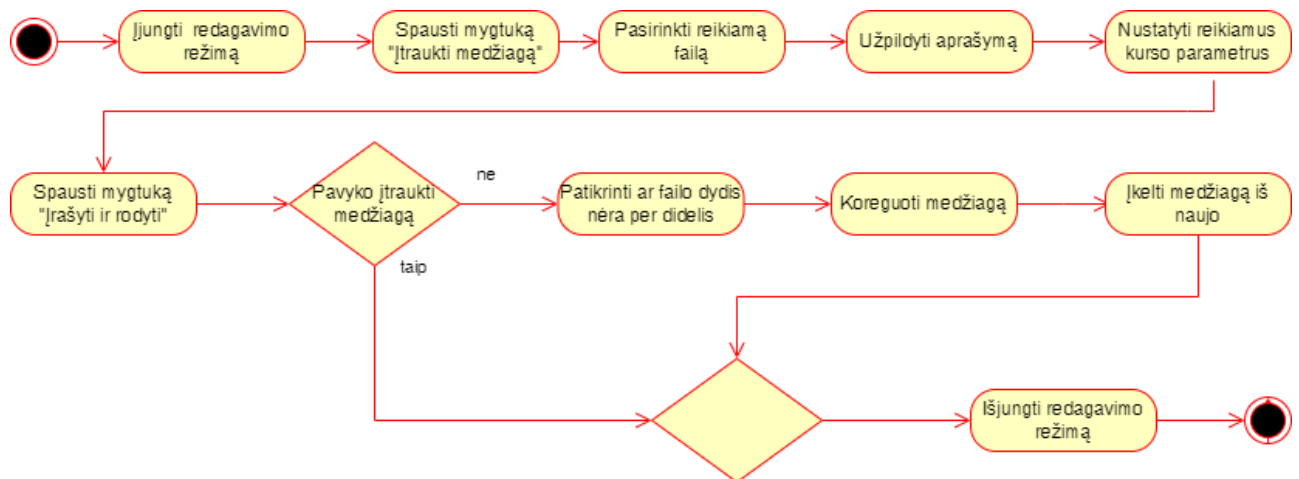 Įjungti redagavimo
režimą
Spausti mygtuką
"Įtraukti medžiagą"
Pasirinkti reikiamą
failą
Užpildyti aprašymą
Nustatyti reikiamus
kurso parametrus
Spausti mygtuką
"Įrašyti ir rodyti"
Pavyko įtraukti
medžiagą
ne
Patikrinti ar failo dydis
nėra per didelis
Koreguoti medžiagą
Įkelti medžiagą iš
naujo
taip
Išjungti redagavimo
režimą